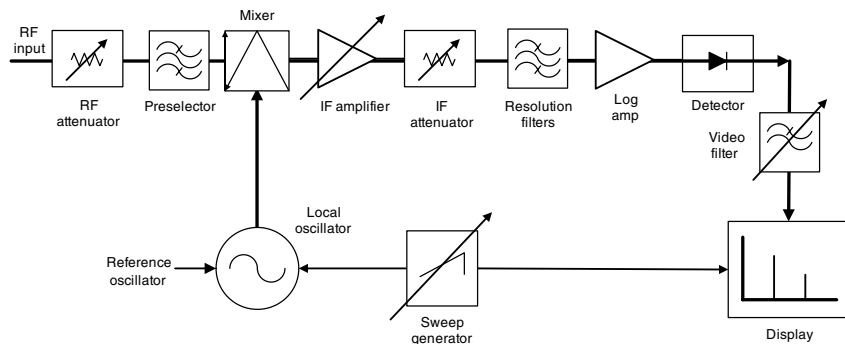 RF
input
Mixer
RF
attenuator
Preselector
IF amplifier
IF
attenuator
Resolution
filters
Log
amp
Detector
Video
filter
Local
oscillator
Reference
oscillator
Sweep
generator
Display